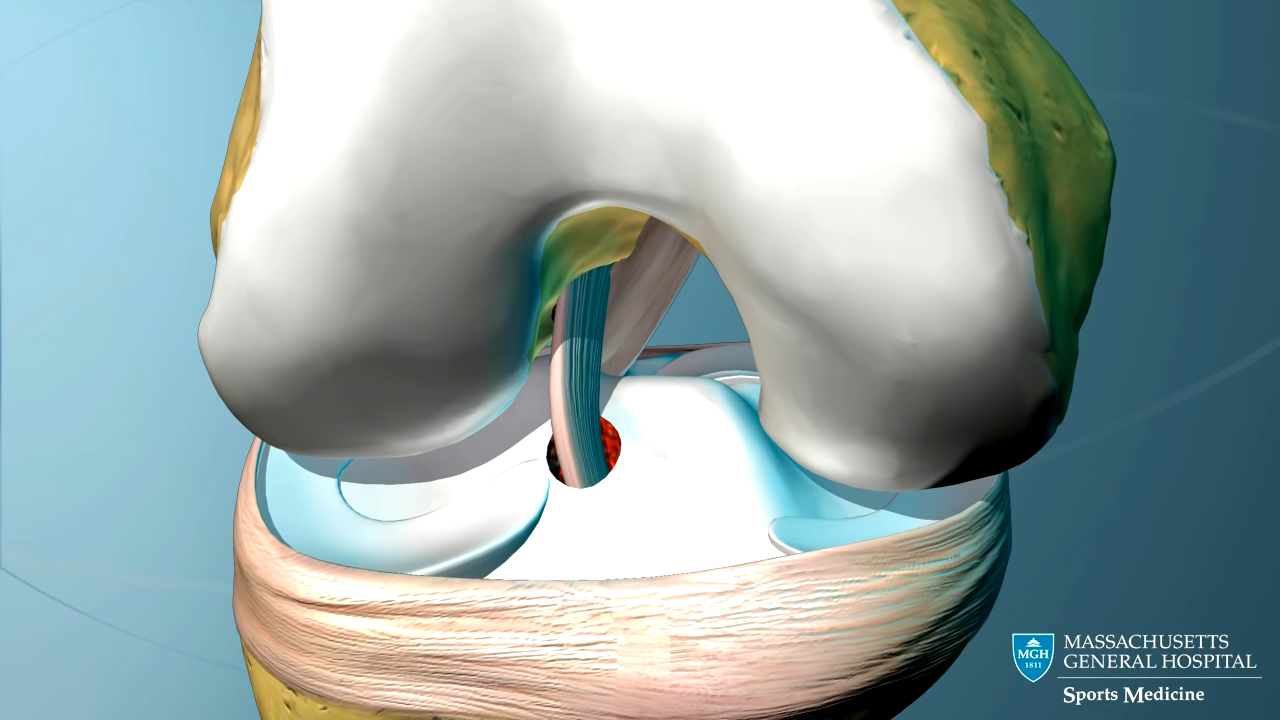 MGH
1811
MASSACHUSETTS
GENERAL HOSPITAL
Sports Medicine